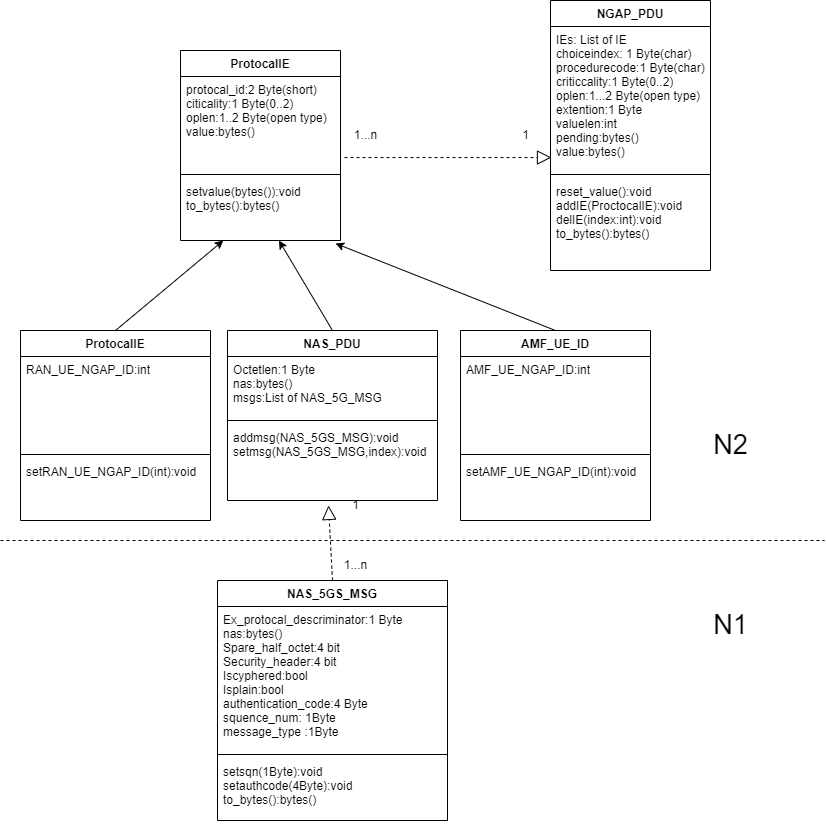 NGAP_PDU
IEs: List of IE
choiceindex: 1 Byte(char)
procedurecode:1 Byte(char)
criticcality:1 Byte(0..2)
oplen:1...2 Byte(open type)
extention:1 Byte
valuelen:int
pending:bytes()
value:bytes()
reset_value():void
addIE(ProctocalIE):void
delIE(index:int):void
to_bytes():bytes()
ProtocalIE
protocal_id:2 Byte(short)
citicality:1 Byte(0..2)
oplen:1..2 Byte(open type)
value:bytes()
setvalue(bytes()):void
to_bytes():bytes()
1...n
1
ProtocalIE
RAN_UE_NGAP_ID:int
setRAN_UE_NGAP_ID(int):void
NAS_PDU
Octetlen:1 Byte
nas:bytes()
msgs:List of NAS_5G_MSG
addmsg(NAS_5GS_MSG):void
setmsg(NAS_5GS_MSG,index):void
AMF_UE_ID
AMF_UE_NGAP_ID:int
setAMF_UE_NGAP_ID(int):void
N2
1
1...n
NAS_5GS_MSG
Ex_protocal_descriminator:1 Byte
nas:bytes()
Spare_half_octet:4 bit
Security_header:4 bit
Iscyphered:bool
Isplain:bool
authentication_code:4 Byte
squence_num: 1Byte
message_type :1Byte
setsqn(1Byte):void
setauthcode(4Byte):void
to_bytes():bytes()
N1